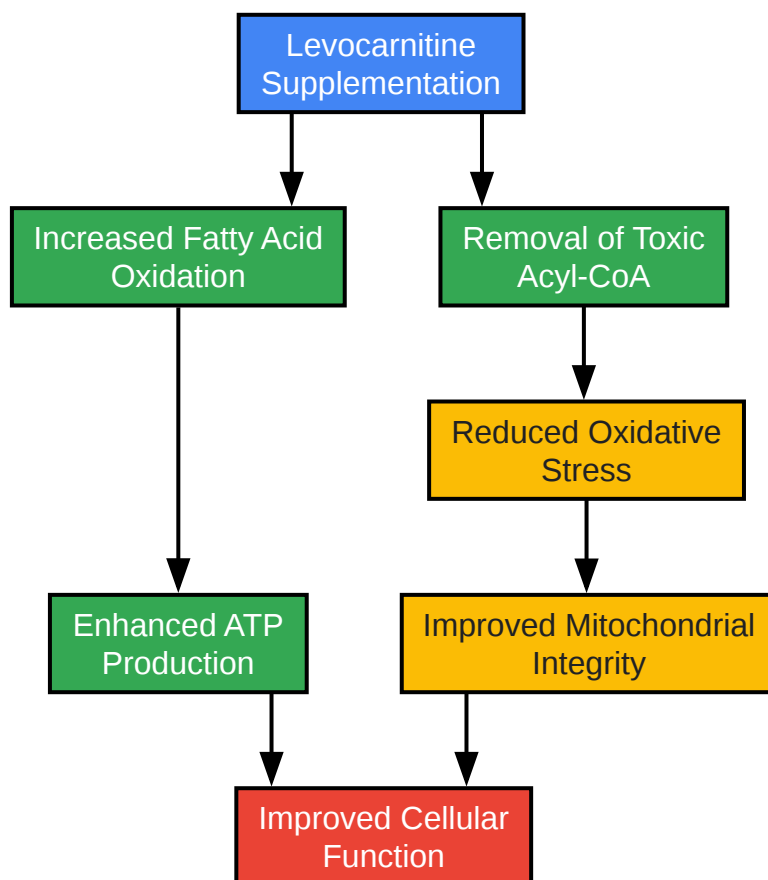 Levocarnitine
Supplementation
Increased Fatty Acid
Oxidation
Removal of Toxic
Acyl-CoA
Reduced Oxidative
Stress
Enhanced ATP
Production
Improved Mitochondrial
Integrity
Improved Cellular
Function